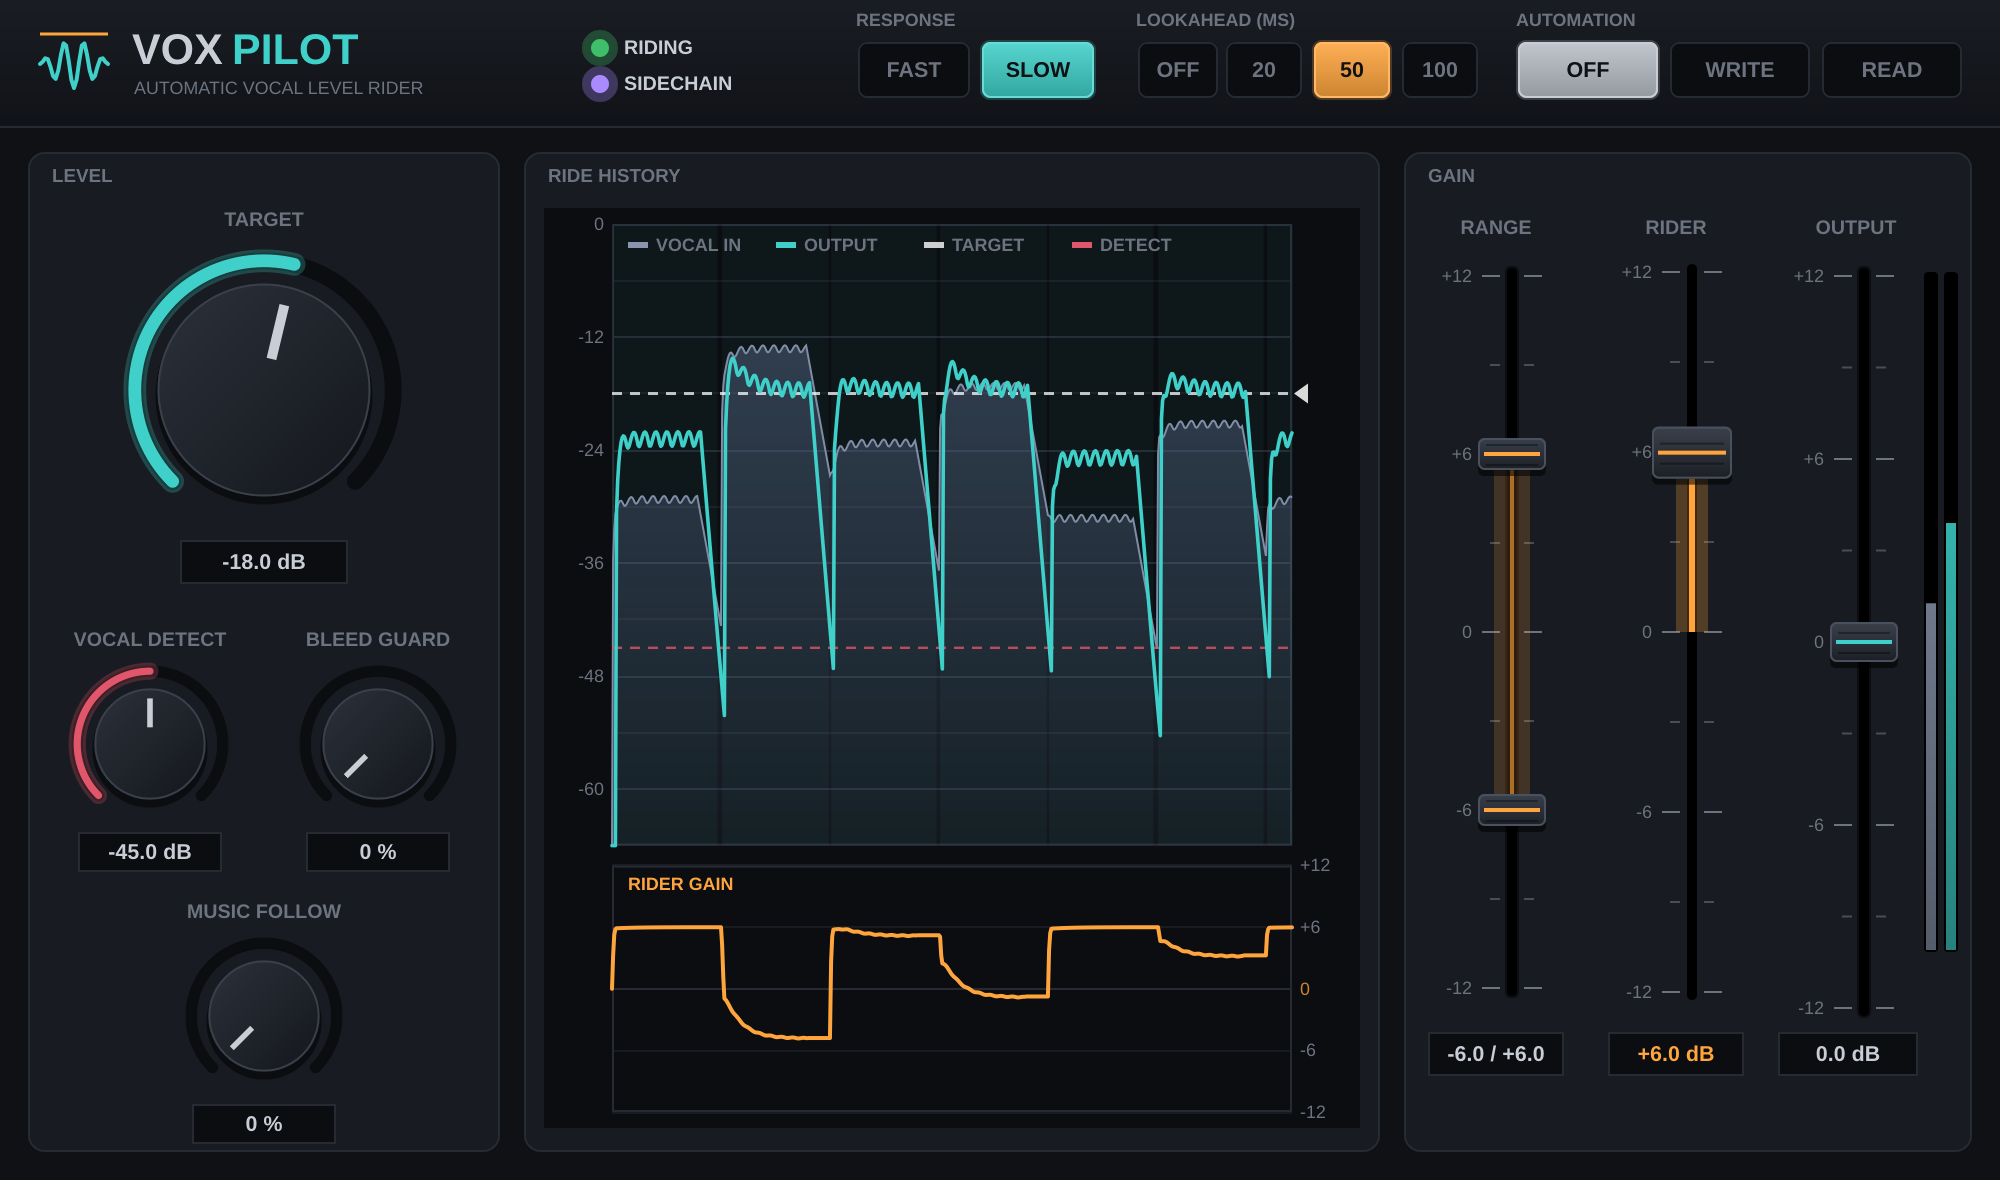 VOX PILOT
AUTOMATIC VOCAL LEVEL RIDER
RIDING
SIDECHAIN
RESPONSE
FAST
SLOW
LOOKAHEAD (MS)
OFF
20
50
100
AUTOMATION
OFF
WRITE
READ
LEVEL
TARGET
-18.0 dB
VOCAL DETECT
BLEED GUARD
-45.0 dB
0 %
MUSIC FOLLOW
0 %
RIDE HISTORY
VOCAL IN
OUTPUT
TARGET
DETECT
0
-12
-24
-36
-48
-60
RIDER GAIN
+12
+6
0
-6
-12
GAIN
RANGE
+12
+6
0
-6
-12
-6.0 / +6.0
RIDER
+12
+6
0
-6
-12
+6.0 dB
OUTPUT
+12
+6
0
-6
-12
0.0 dB